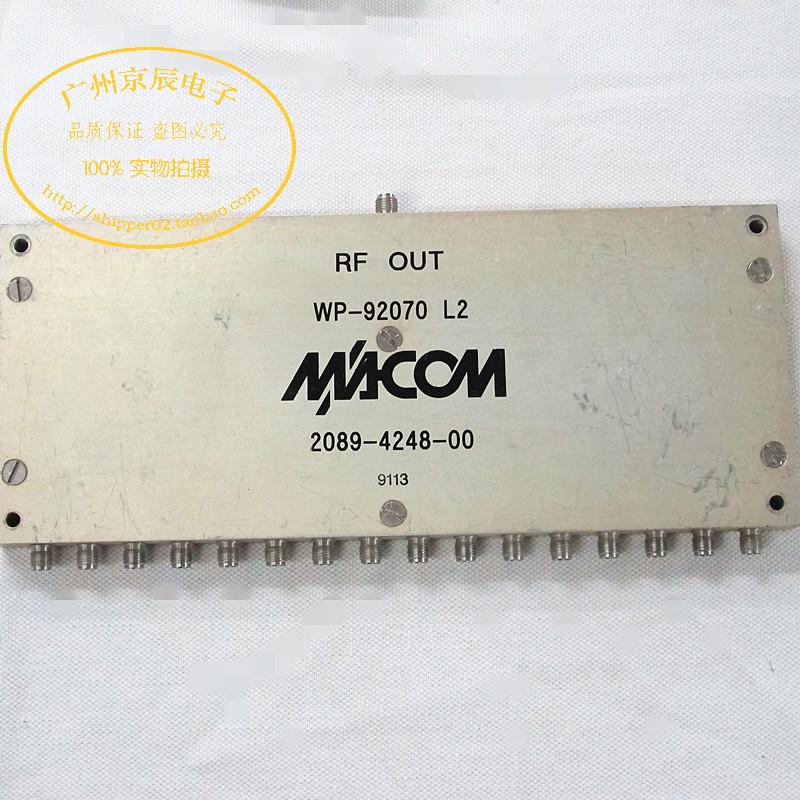 广州京辰电子
品质保证 盗图必究
100% 实物拍摄
http://shipper02.taobao.com
RF OUT
WP-92070 L2
M/A-COM
2089-4248-00
9113